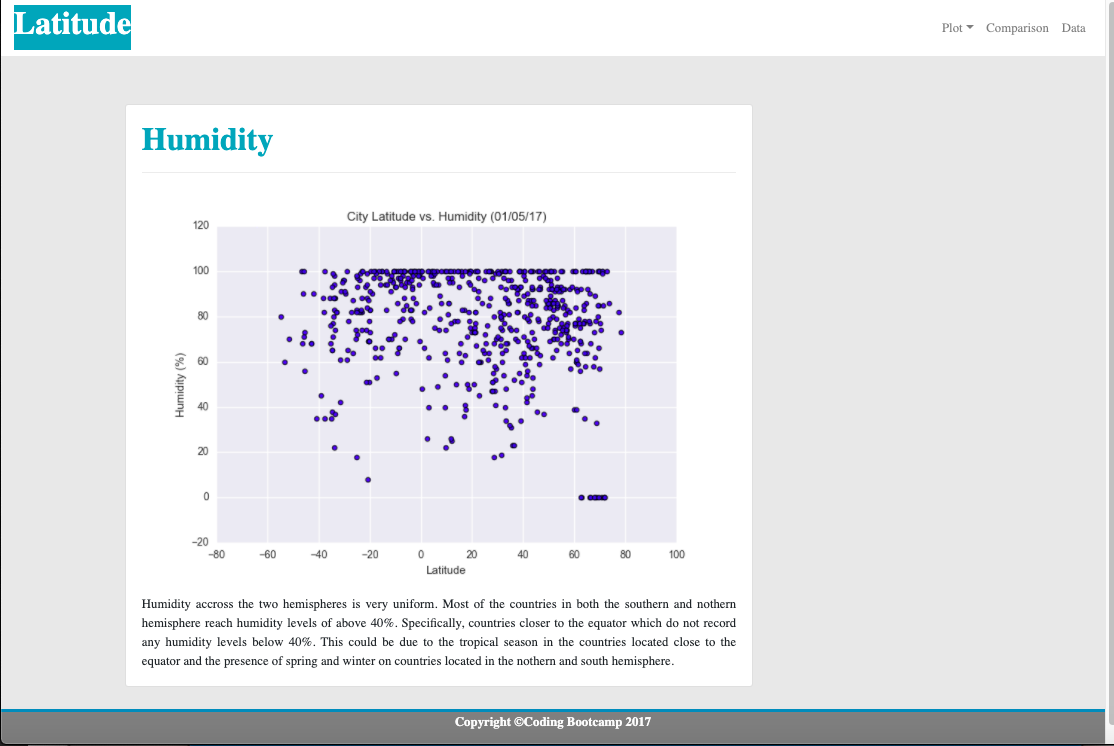 Latitude
Plot Comparison Data
Humidity
City Latitude vs. Humidity (01/05/17)
120
100
80
60
40
20
0
−20
Humidity (%)
−80 −60 −40 −20 0 20 40 60 80 100
Latitude
Humidity accross the two hemispheres is very uniform. Most of the countries in both the southern and nothern
hemisphere reach humidity levels of above 40%. Specifically, countries closer to the equator which do not record
any humidity levels below 40%. This could be due to the tropical season in the countries located close to the
equator and the presence of spring and winter on countries located in the nothern and south hemisphere.
Copyright ©Coding Bootcamp 2017